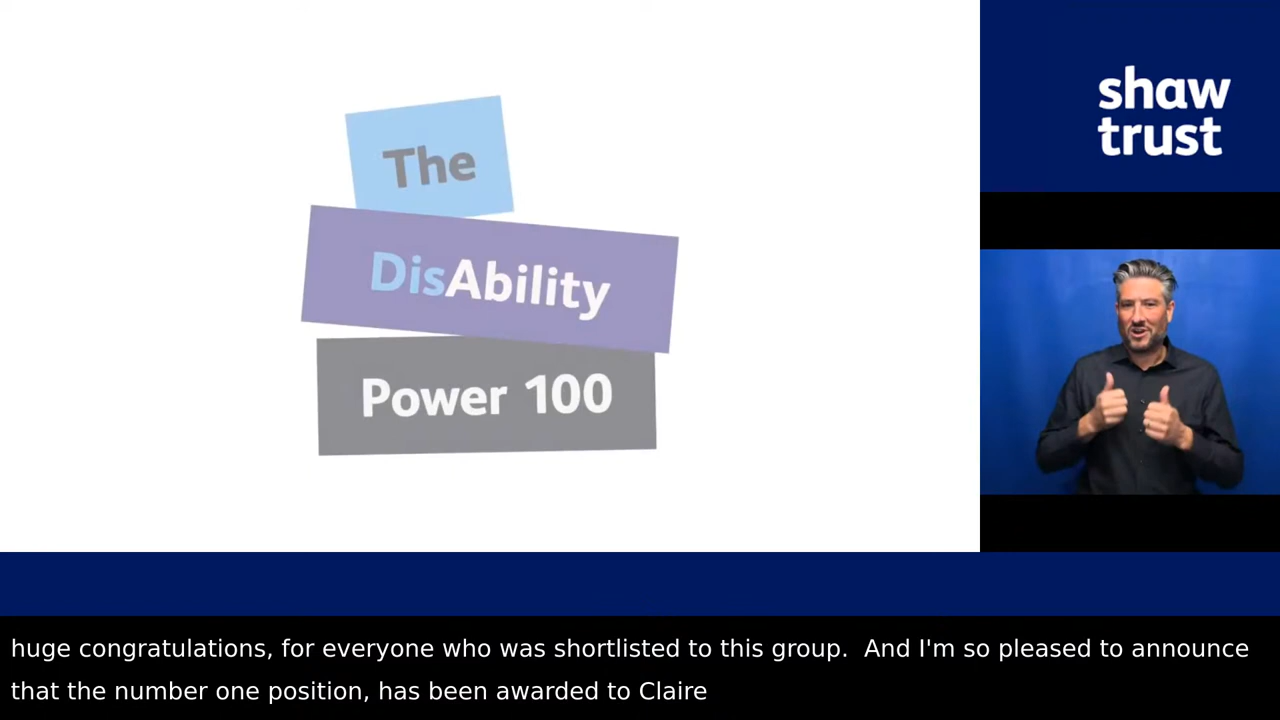 The
DisAbility
Power 100
shaw
trust
huge congratulations, for everyone who was shortlisted to this group.  And I'm so pleased to announce
that the number one position, has been awarded to Claire